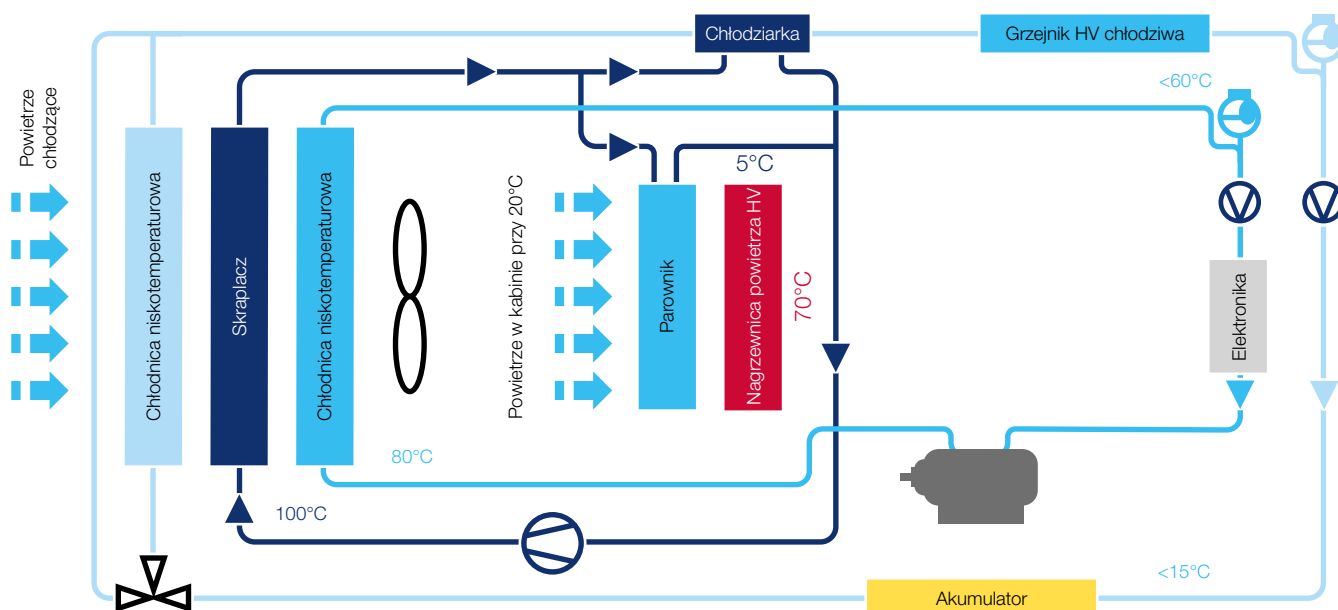 Chłodziarka
Grzejnik HV chłodziwa
<60°C
Powietrze
chłodzące
Chłodnica niskotemperaturowa
Skraplacz
Chłodnica niskotemperaturowa
80°C
100°C
Powietrze w kabinie przy 20°C
Parownik
5°C
Nagrzewnica powietrza HV
70°C
Elektronika
<15°C
Akumulator